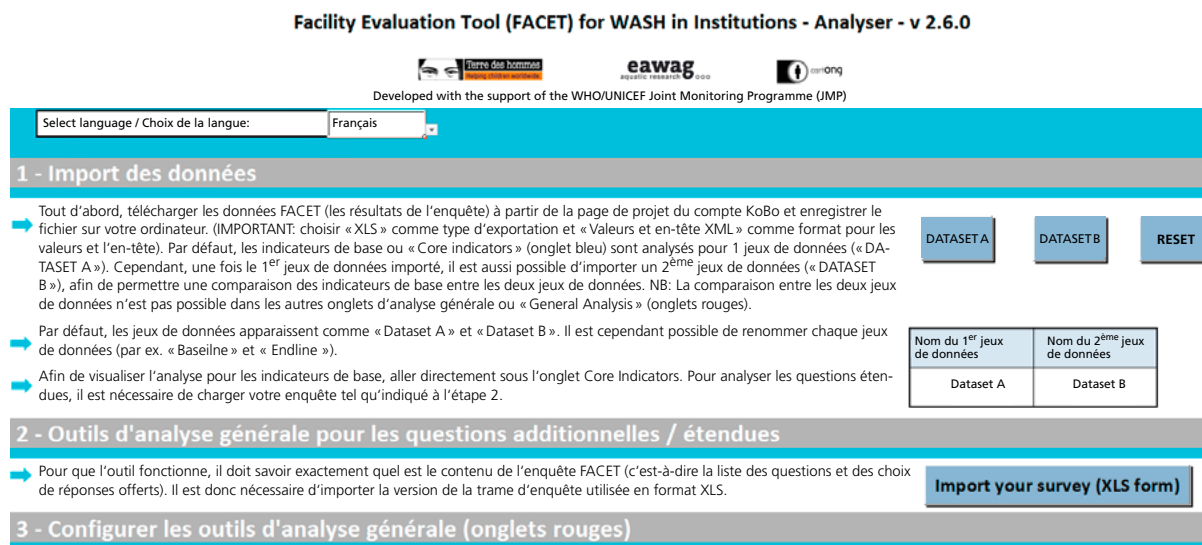 Facility Evaluation Tool (FACET) for WASH in Institutions - Analyser - v 2.6.0
Terre des hommes
Helping children worldwide.
eawag
aquatic research
cartONG
Developed with the support of the WHO/UNICEF Joint Monitoring Programme (JMP)
Select language / Choix de la langue:
Français
1 - Import des données
Tout d'abord, télécharger les données FACET (les résultats de l'enquête) à partir de la page de projet du compte KoBo et enregistrer le
fichier sur votre ordinateur. (IMPORTANT: choisir « XLS » comme type d'exportation et « Valeurs et en-tête XML » comme format pour les
valeurs et l'en-tête). Par défaut, les indicateurs de base ou « Core indicators » (onglet bleu) sont analysés pour 1 jeux de données (« DA-
TASET A »). Cependant, une fois le 1er jeux de données importé, il est aussi possible d'importer un 2ème jeux de données (« DATASET
B »), afin de permettre une comparaison des indicateurs de base entre les deux jeux de données. NB: La comparaison entre les deux jeux
de données n'est pas possible dans les autres onglets d'analyse générale ou « General Analysis » (onglets rouges).
DATASET A
DATASET B
RESET
Par défaut, les jeux de données apparaissent comme « Dataset A » et « Dataset B ». Il est cependant possible de renommer chaque jeux
de données (par ex. « Baseilne » et « Endline »).
Afin de visualiser l'analyse pour les indicateurs de base, aller directement sous l'onglet Core Indicators. Pour analyser les questions éten-
dues, il est nécessaire de charger votre enquête tel qu'indiqué à l'étape 2.
Nom du 1er jeux
de données
Nom du 2ème jeux
de données
Dataset A
Dataset B
2 - Outils d'analyse générale pour les questions additionnelles / étendues
Pour que l'outil fonctionne, il doit savoir exactement quel est le contenu de l'enquête FACET (c'est-à-dire la liste des questions et des choix
de réponses offerts). Il est donc nécessaire d'importer la version de la trame d'enquête utilisée en format XLS.
Import your survey (XLS form)
3 - Configurer les outils d'analyse générale (onglets rouges)